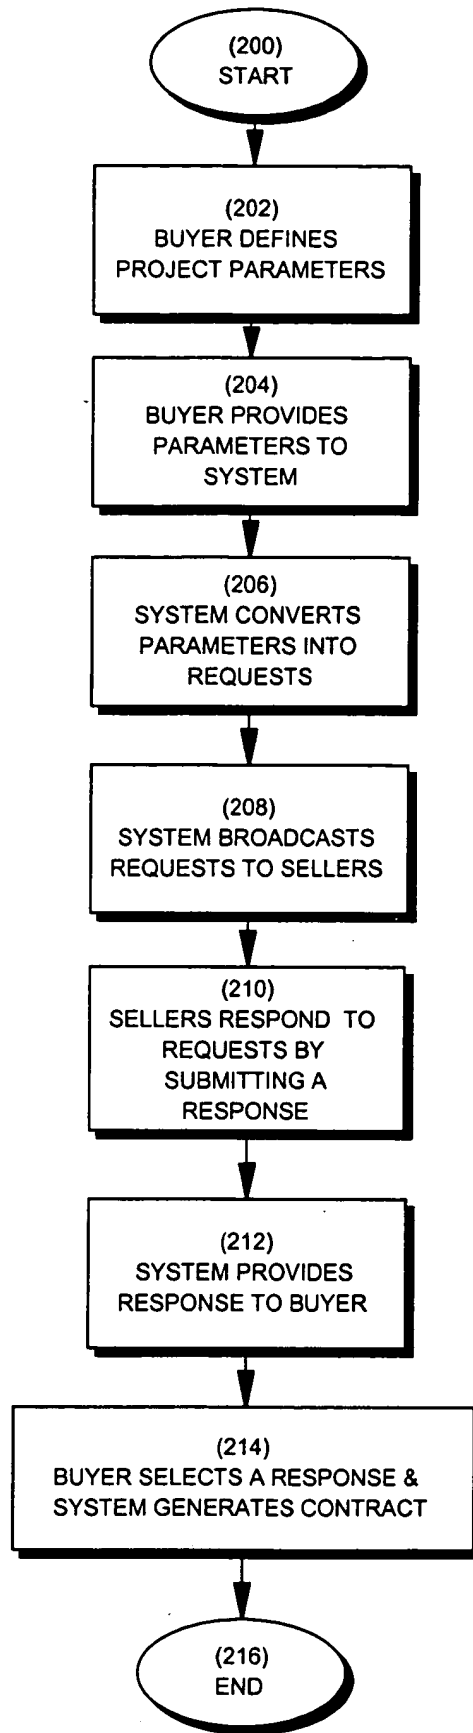 (200)
START
(202)
BUYER DEFINES
PROJECT PARAMETERS
(204)
BUYER PROVIDES
PARAMETERS TO
SYSTEM
(206)
SYSTEM CONVERTS
PARAMETERS INTO
REQUESTS
(208)
SYSTEM BROADCASTS
REQUESTS TO SELLERS
(210)
SELLERS RESPOND TO
REQUESTS BY
SUBMITTING A
RESPONSE
(212)
SYSTEM PROVIDES
RESPONSE TO BUYER
(214)
BUYER SELECTS A RESPONSE &
SYSTEM GENERATES CONTRACT
(216)
END